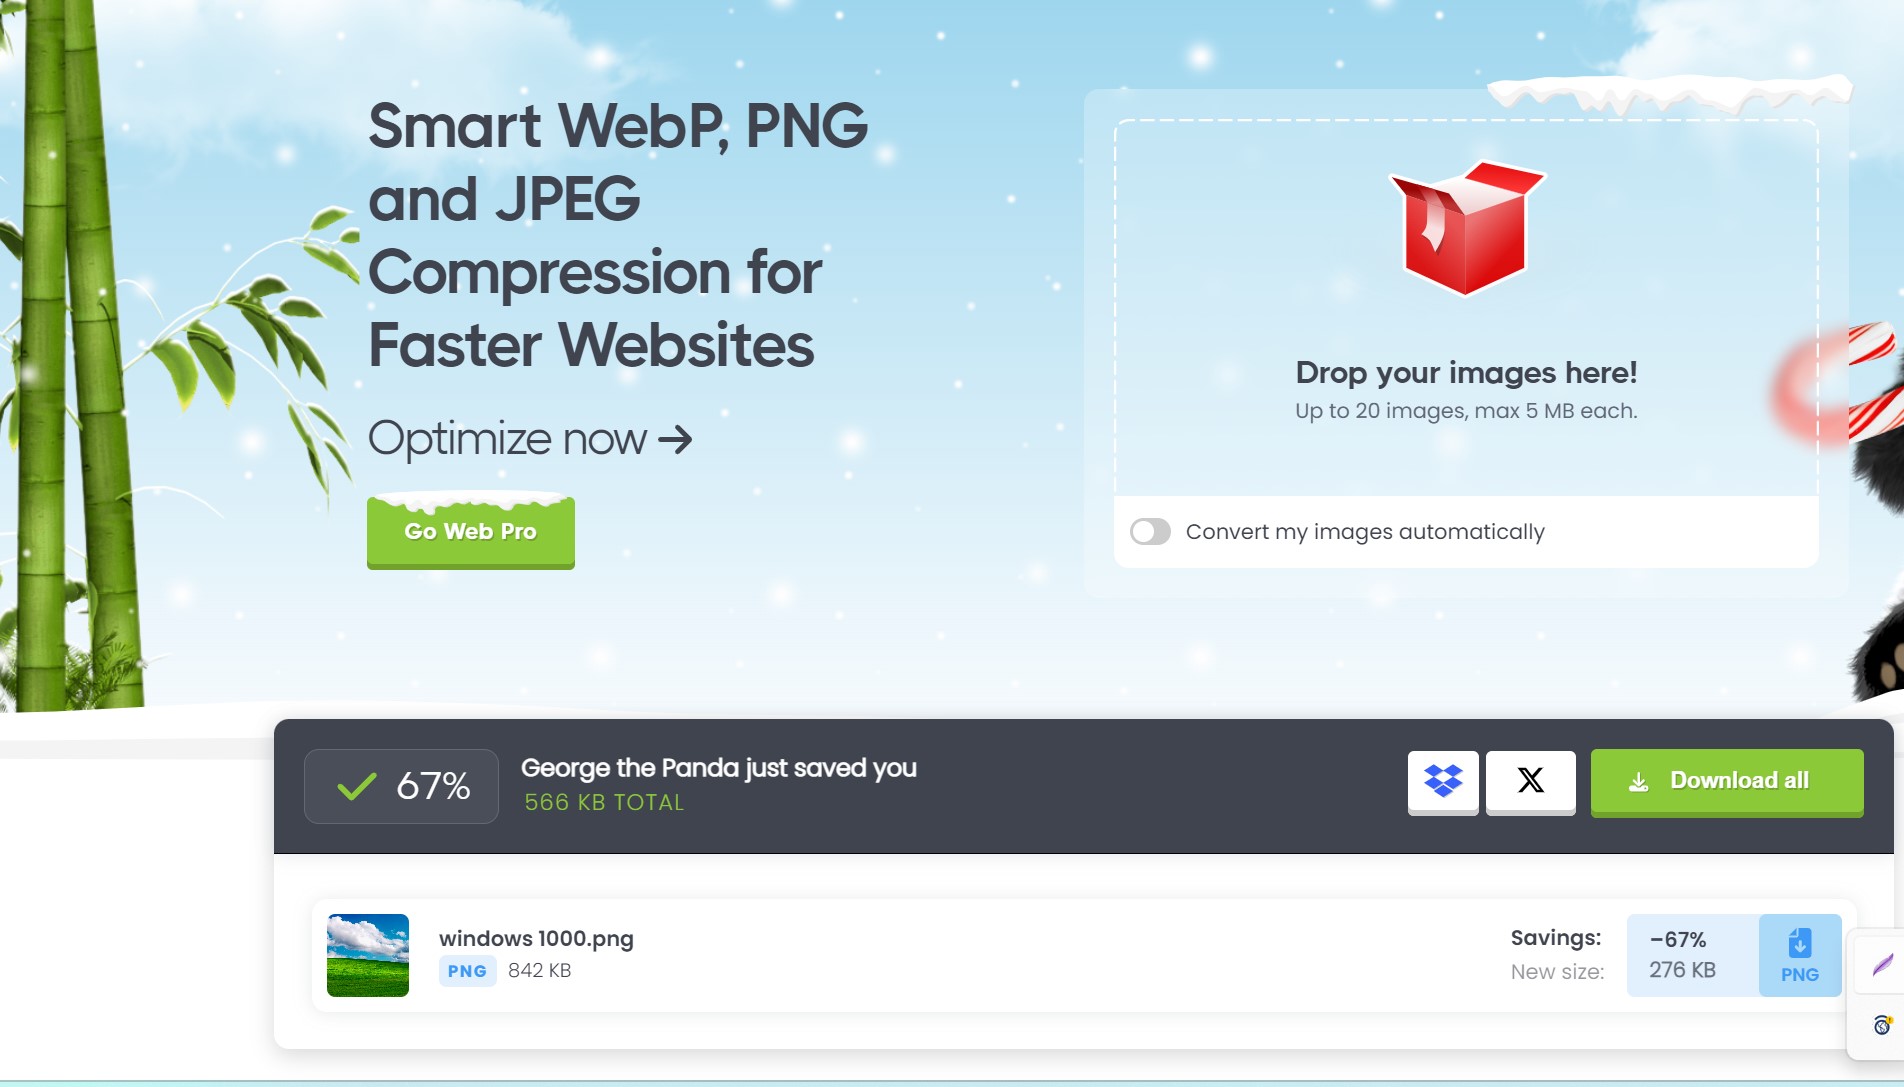 Smart WebP, PNG
and JPEG
Compression for
Faster Websites
Optimize now
Go Web Pro
Drop your images here!
Up to 20 images, max 5 MB each.
Convert my images automatically
67%
George the Panda just saved you
566 KB TOTAL
Download all
windows 1000.png
PNG 842 KB
Savings: −67%
New size: 276 KB
PNG